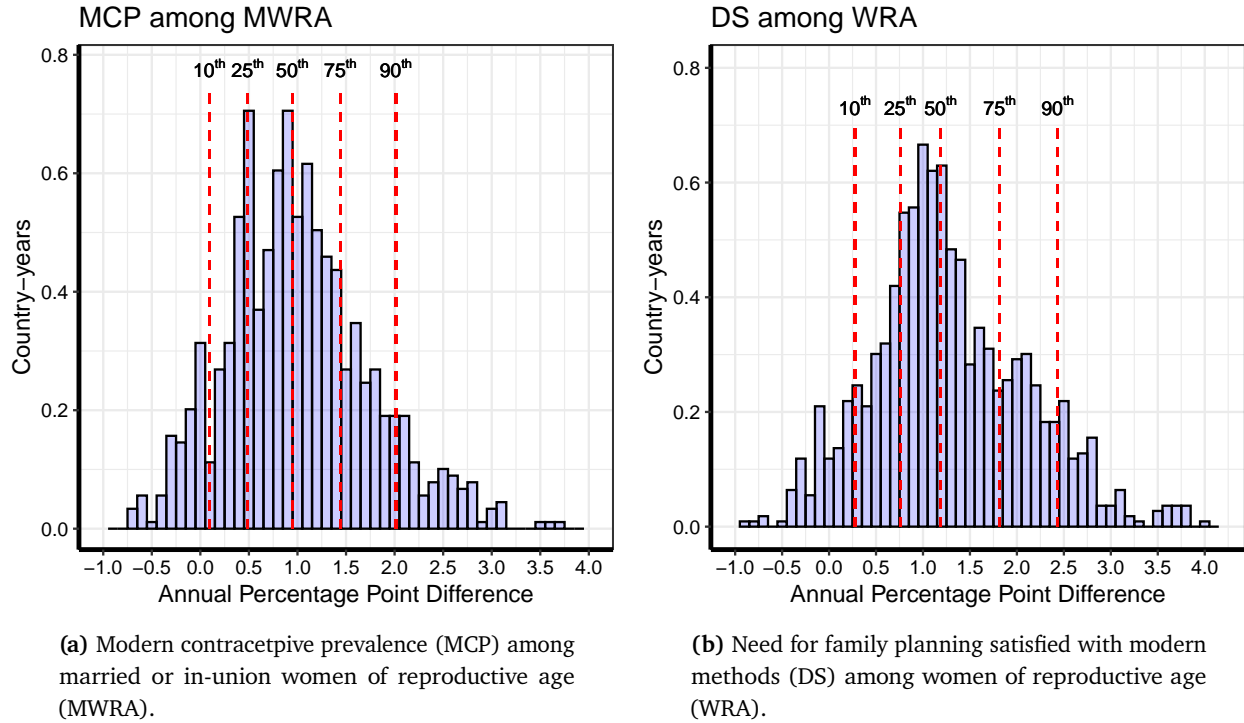 MCP among MWRA
10th 25th 50th 75th 90th
0.8
0.6
0.4
0.2
0.0
Country−years
−1.0 −0.5 0.0 0.5 1.0 1.5 2.0 2.5 3.0 3.5 4.0
Annual Percentage Point Difference
(a) Modern contracetpive prevalence (MCP) among
married or in-union women of reproductive age
(MWRA).
DS among WRA
10th 25th 50th 75th 90th
0.8
0.6
0.4
0.2
0.0
Country−years
−1.0 −0.5 0.0 0.5 1.0 1.5 2.0 2.5 3.0 3.5 4.0
Annual Percentage Point Difference
(b) Need for family planning satisfied with modern
methods (DS) among women of reproductive age
(WRA).